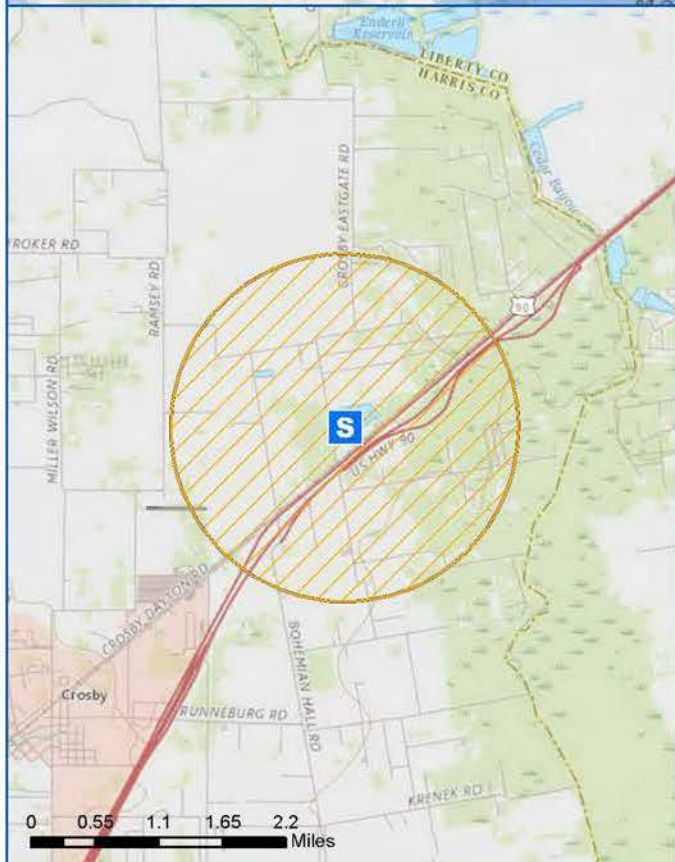 Enderli
Reservoir
LIBERTY CO
HARRIS CO
Cedar Bayou
CROSBY EASTGATE RD
RAMSEY RD
MILLER WILSON RD
90
S
US HWY 90
CROSBY DAYTON RD
Crosby
BOHEMIAN HALL RD
RUNNEBURG RD
KRENEK RD
0 0.55 1.1 1.65 2.2
Miles